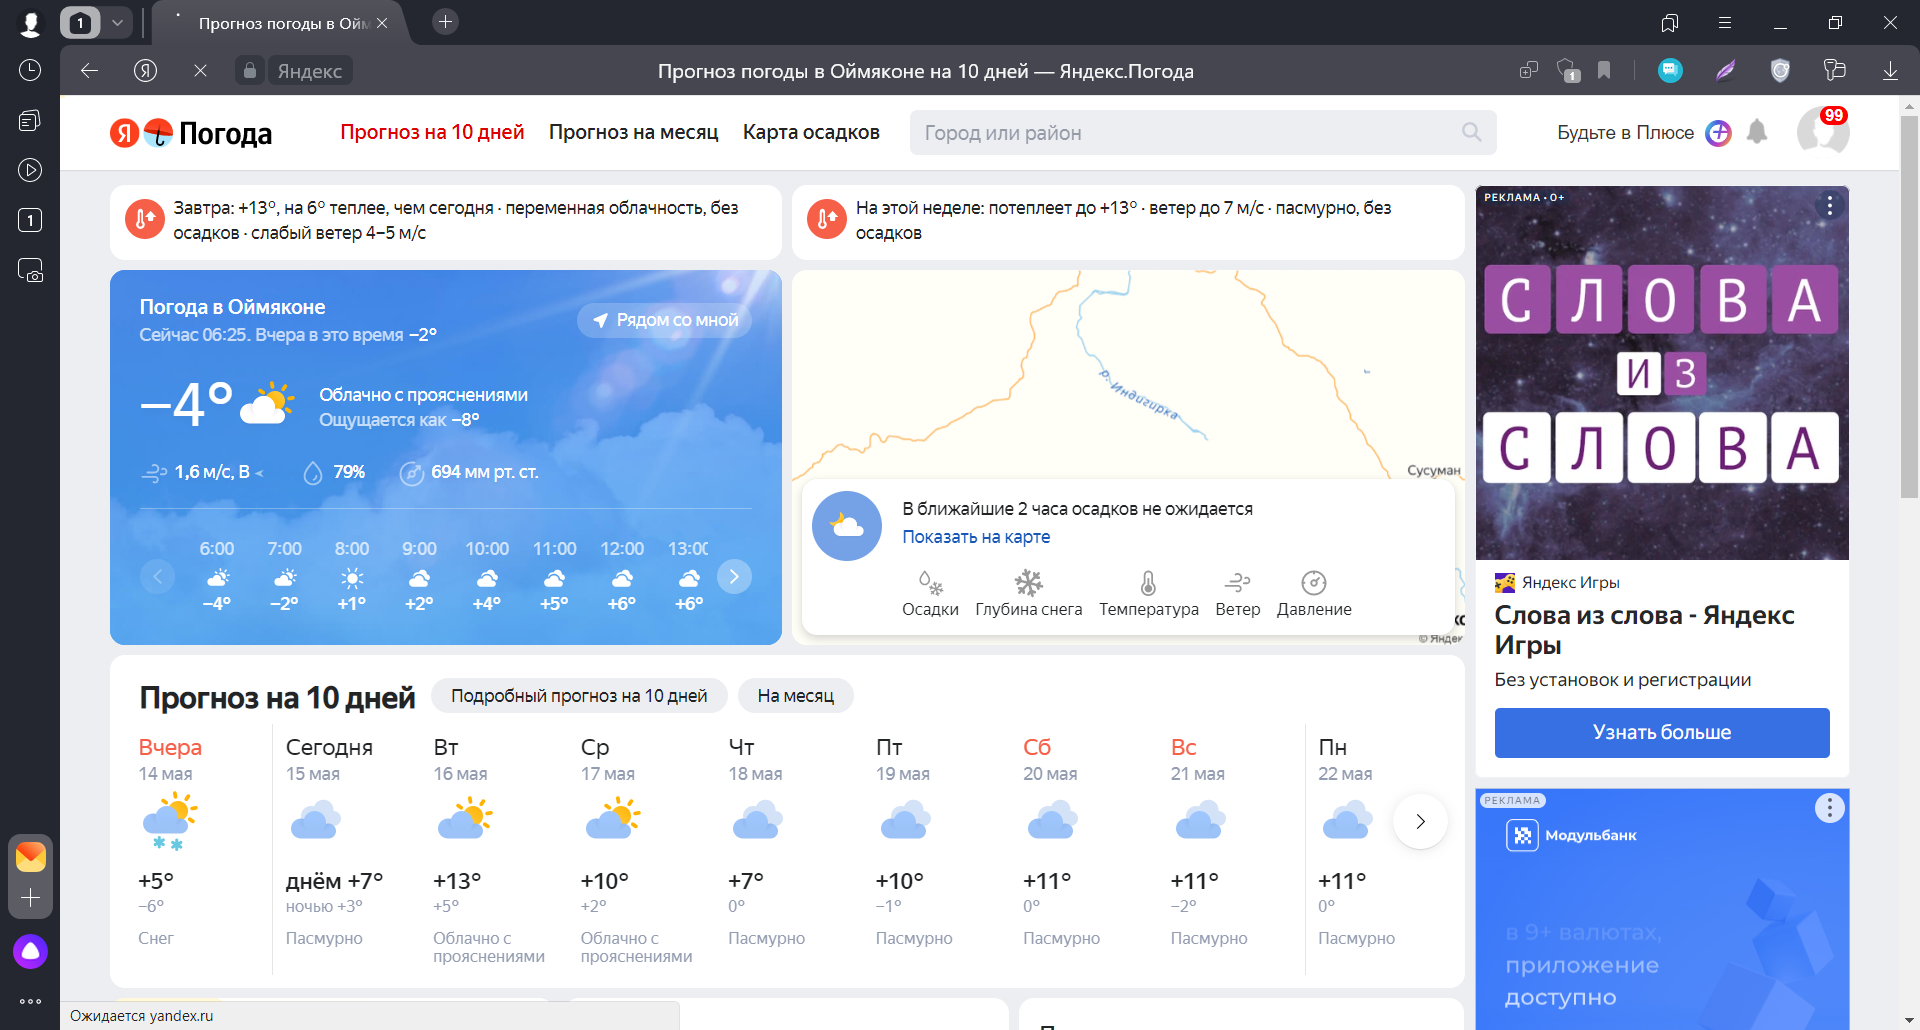 1
Прогноз погоды в Ойм
Яндекс
Прогноз погоды в Оймяконе на 10 дней — Яндекс.Погода
1
1
Я Погода
Прогноз на 10 дней
Прогноз на месяц
Карта осадков
Город или район
Будьте в Плюсе
99
Завтра: +13°, на 6° теплее, чем сегодня · переменная облачность, без
осадков · слабый ветер 4–5 м/с
На этой неделе: потеплеет до +13° · ветер до 7 м/с · пасмурно, без
осадков
Погода в Оймяконе
Сейчас 06:25. Вчера в это время −2°
Рядом со мной
−4°
Облачно с прояснениями
Ощущается как −8°
1,6 м/с, В
79%
694 мм рт. ст.
6:00 7:00 8:00 9:00 10:00 11:00 12:00 13:00
−4° −2° +1° +2° +4° +5° +6° +6°
р. Индигирка
Сусуман
В ближайшие 2 часа осадков не ожидается
Показать на карте
Осадки
Глубина снега
Температура
Ветер
Давление
© Яндек
РЕКЛАМА • 0+
СЛОВА
ИЗ
СЛОВА
Яндекс Игры
Слова из слова - Яндекс
Игры
Без установок и регистрации
Узнать больше
Прогноз на 10 дней
Подробный прогноз на 10 дней
На месяц
Вчера Сегодня Вт Ср Чт Пт Сб Вс Пн
14 мая 15 мая 16 мая 17 мая 18 мая 19 мая 20 мая 21 мая 22 мая
+5° днём +7° +13° +10° +7° +10° +11° +11° +11°
−6° ночью +3° +5° +2° 0° −1° 0° −2° 0°
Снег Пасмурно Облачно с Облачно с Пасмурно Пасмурно Пасмурно Пасмурно Пасмурно
прояснениями прояснениями
РЕКЛАМА
Модульбанк
в 9+ валютах,
приложение
доступно
Ожидается yandex.ru